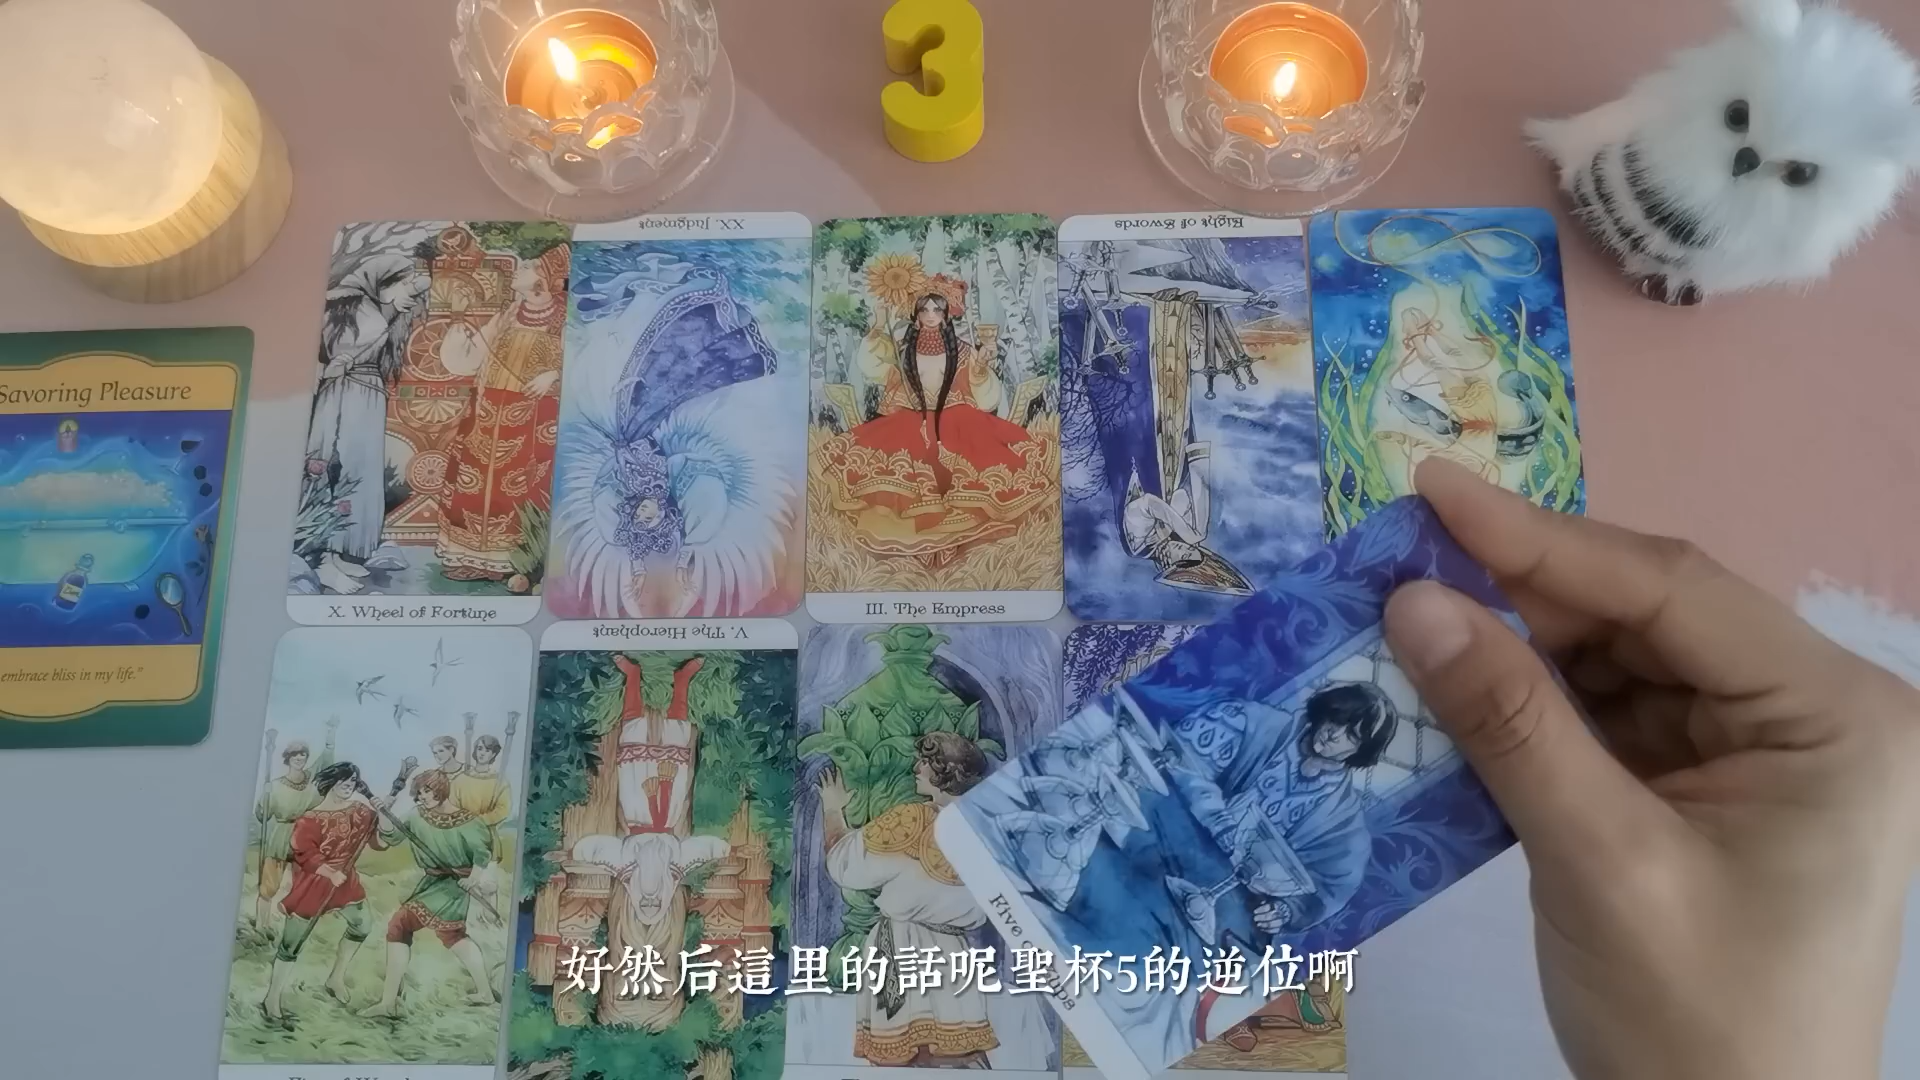 3
XX. Judgment
Eight of Swords
Savoring Pleasure
X. Wheel of Fortune
III. The Empress
V. The Hierophant
embrace bliss in my life."
Five of Cups
好然后這里的話呢聖杯5的逆位啊